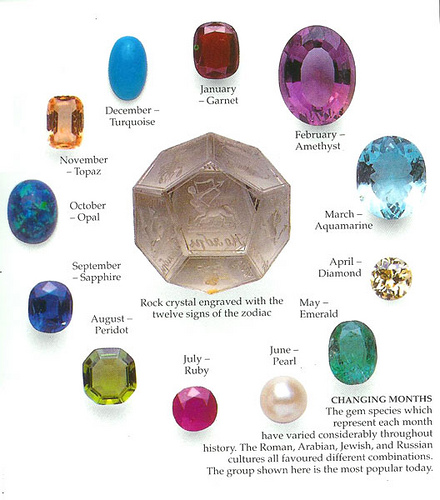 January
– Garnet
February –
Amethyst
March –
Aquamarine
April –
Diamond
May –
Emerald
June –
Pearl
July –
Ruby
August –
Peridot
September
– Sapphire
October
– Opal
November
– Topaz
December –
Turquoise
Rock crystal engraved with the
twelve signs of the zodiac
CHANGING MONTHS
The gem species which
represent each month
have varied considerably throughout
history. The Roman, Arabian, Jewish, and Russian
cultures all favoured different combinations.
The group shown here is the most popular today.